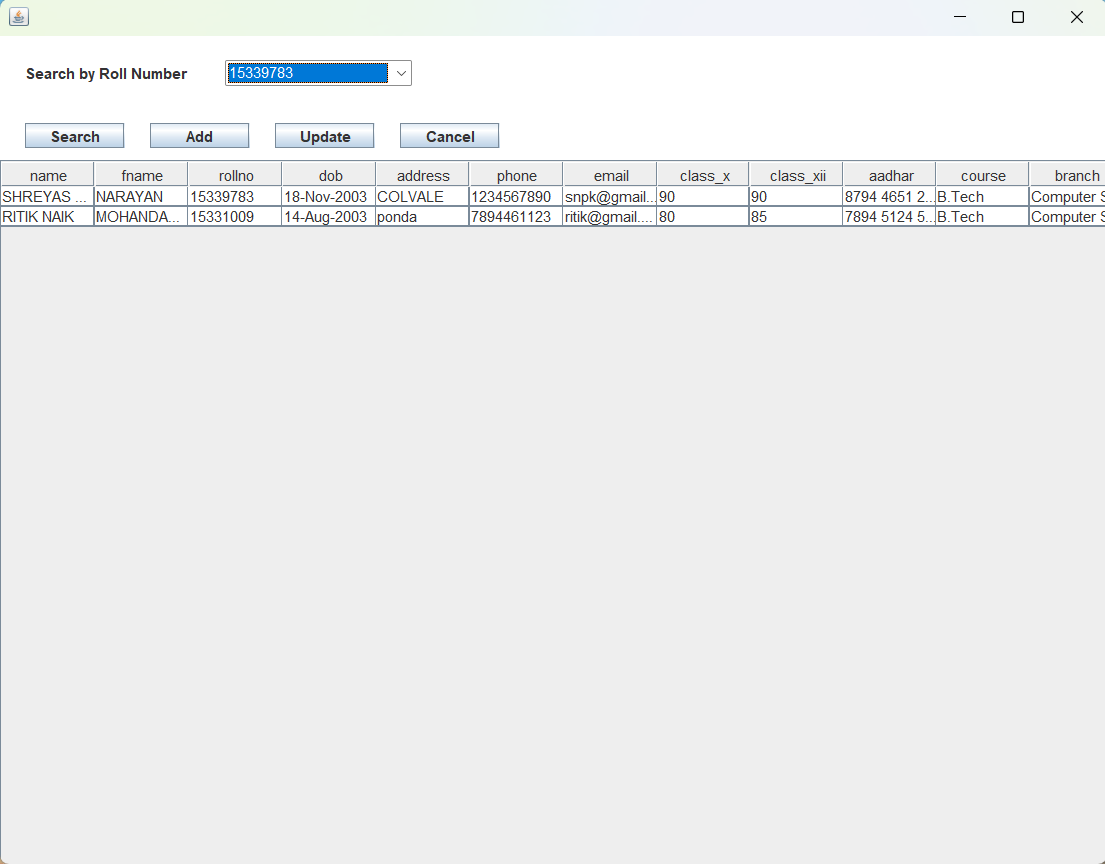 Search by Roll Number 15339783
Search Add Update Cancel
name fname rollno dob address phone email class_x class_xii aadhar course branch
SHREYAS ... NARAYAN 15339783 18-Nov-2003 COLVALE 1234567890 snpk@gmail... 90 90 8794 4651 2... B.Tech Computer S
RITIK NAIK MOHANDA... 15331009 14-Aug-2003 ponda 7894461123 ritik@gmail.... 80 85 7894 5124 5... B.Tech Computer S